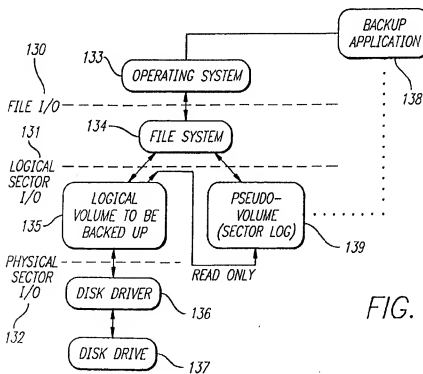 BACKUP
APPLICATION
138
130
133
OPERATING SYSTEM
FILE I/O
131
134
FILE SYSTEM
LOGICAL
SECTOR
I/O
135
LOGICAL
VOLUME TO BE
BACKED UP
PSEUDO-
VOLUME
(SECTOR LOG)
139
READ ONLY
PHYSICAL
SECTOR
I/O
132
DISK DRIVER
136
DISK DRIVE
137
FIG.